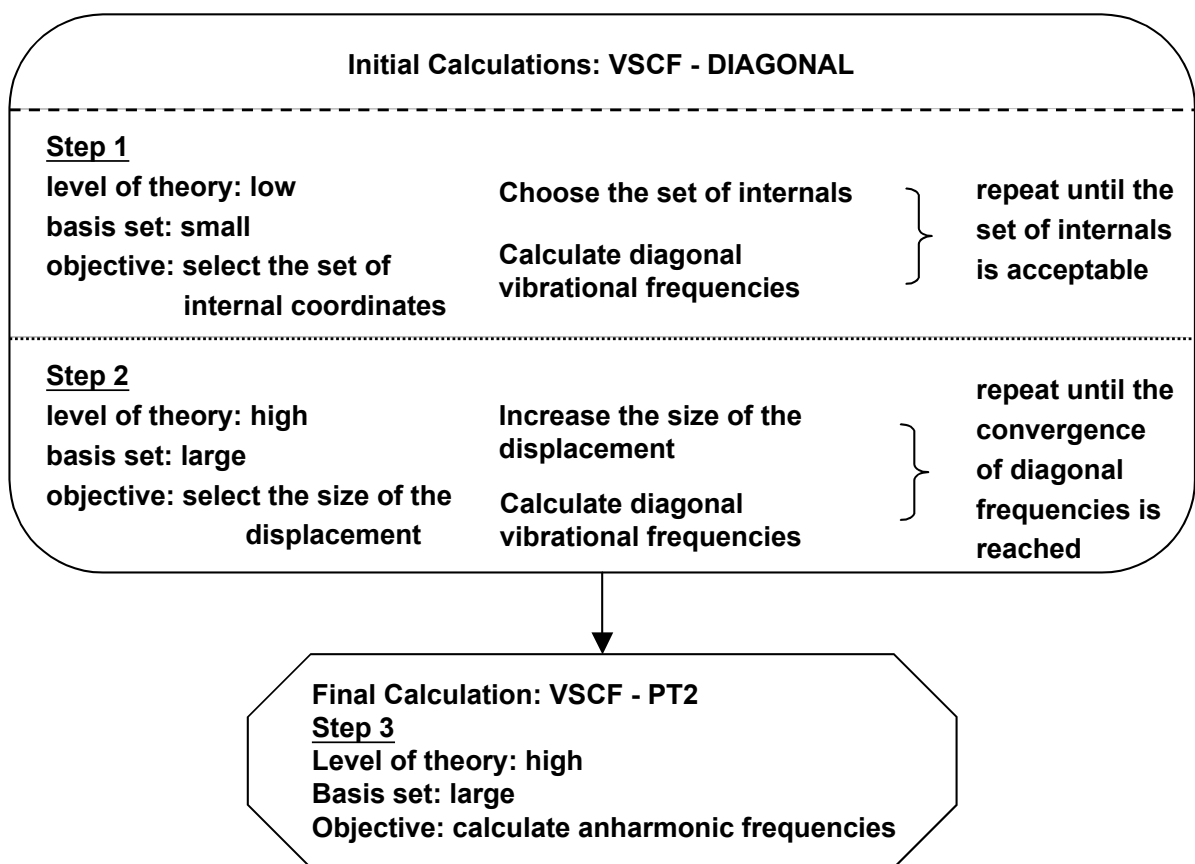 Initial Calculations: VSCF - DIAGONAL
Step 1
level of theory: low
basis set: small
objective: select the set of
internal coordinates
Choose the set of internals
Calculate diagonal
vibrational frequencies
repeat until the
set of internals
is acceptable
Step 2
level of theory: high
basis set: large
objective: select the size of the
displacement
Increase the size of the
displacement
Calculate diagonal
vibrational frequencies
repeat until the
convergence
of diagonal
frequencies is
reached
Final Calculation: VSCF - PT2
Step 3
Level of theory: high
Basis set: large
Objective: calculate anharmonic frequencies